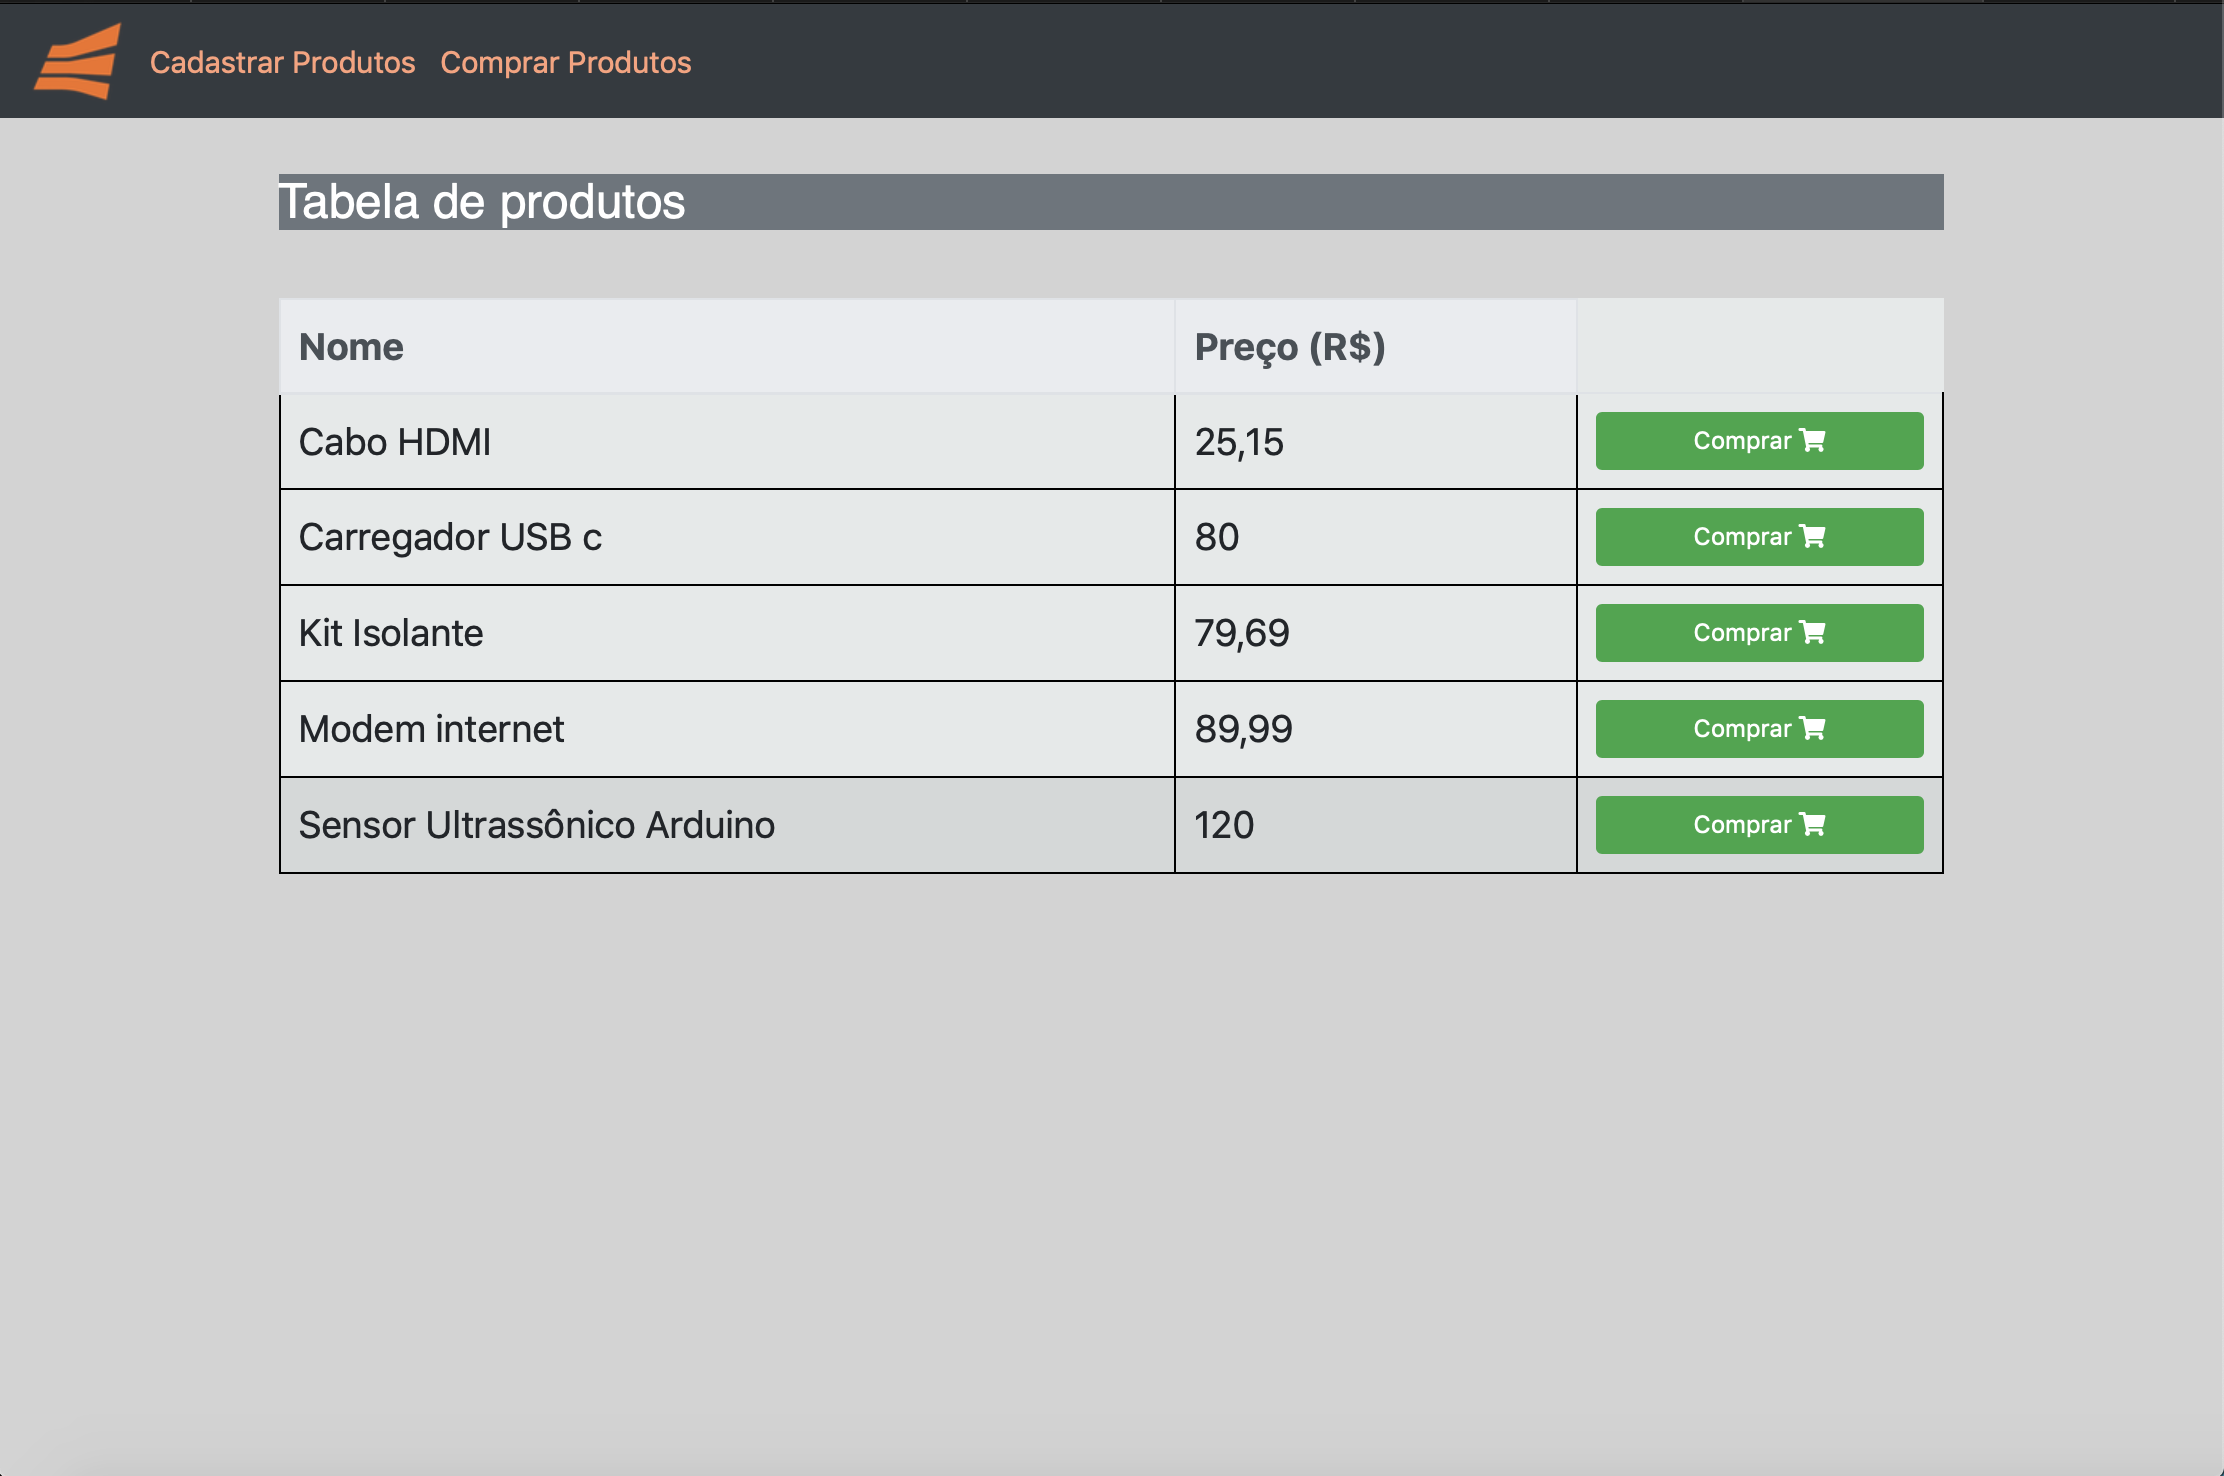 Cadastrar Produtos Comprar Produtos
Tabela de produtos
Nome Preço (R$)
Cabo HDMI 25,15 Comprar
Carregador USB c 80 Comprar
Kit Isolante 79,69 Comprar
Modem internet 89,99 Comprar
Sensor Ultrassônico Arduino 120 Comprar